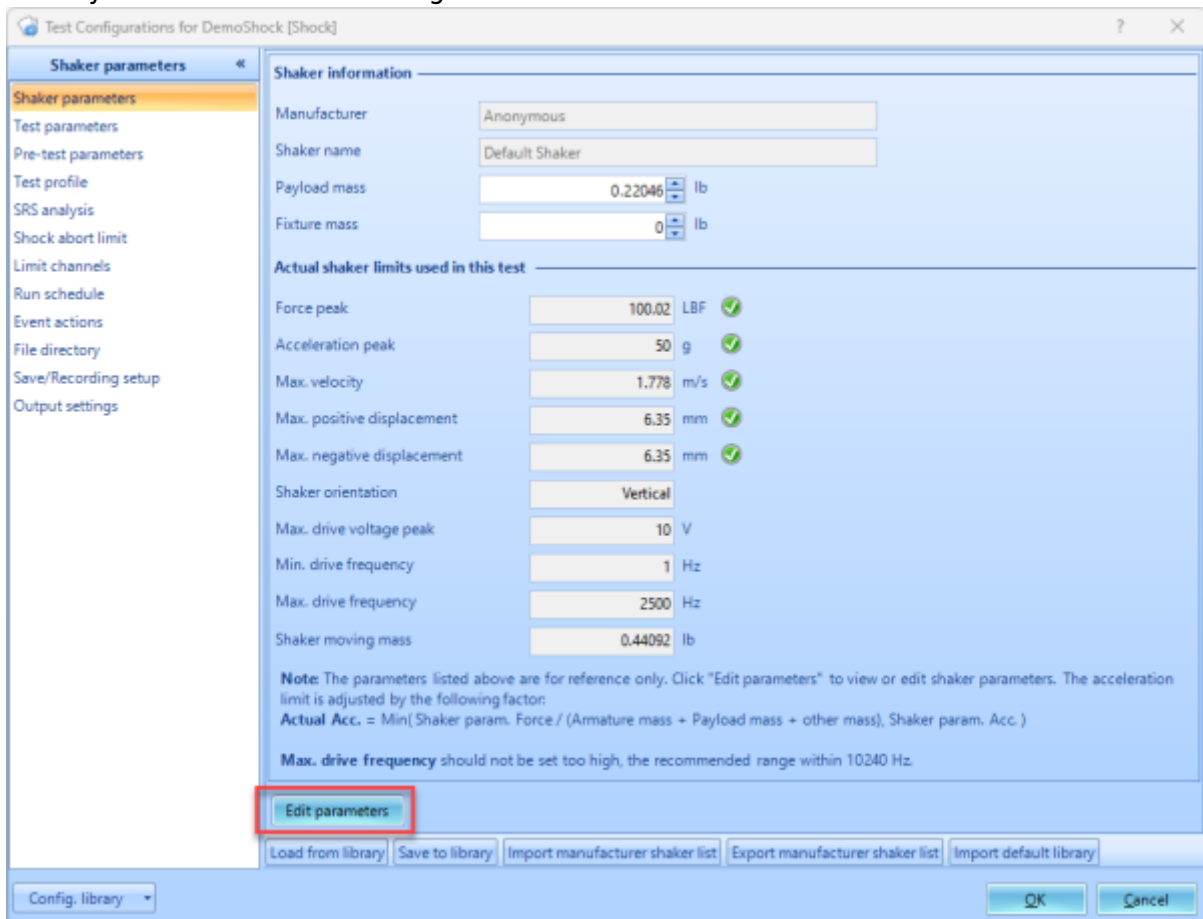 Test Configurations for DemoShock [Shock]
?
Shaker parameters «
Shaker parameters
Test parameters
Pre-test parameters
Test profile
SRS analysis
Shock abort limit
Limit channels
Run schedule
Event actions
File directory
Save/Recording setup
Output settings
Shaker information
Manufacturer Anonymous
Shaker name Default Shaker
Payload mass 0.22046 lb
Fixture mass 0 lb
Actual shaker limits used in this test
Force peak 100.02 LBF
Acceleration peak 50 g
Max. velocity 1.778 m/s
Max. positive displacement 6.35 mm
Max. negative displacement 6.35 mm
Shaker orientation Vertical
Max. drive voltage peak 10 V
Min. drive frequency 1 Hz
Max. drive frequency 2500 Hz
Shaker moving mass 0.44092 lb
Note: The parameters listed above are for reference only. Click "Edit parameters" to view or edit shaker parameters. The acceleration
limit is adjusted by the following factor:
Actual Acc. = Min( Shaker param. Force / (Armature mass + Payload mass + other mass), Shaker param. Acc. )
Max. drive frequency should not be set too high, the recommended range within 10240 Hz.
Edit parameters
Load from library Save to library Import manufacturer shaker list Export manufacturer shaker list Import default library
Config. library OK Cancel